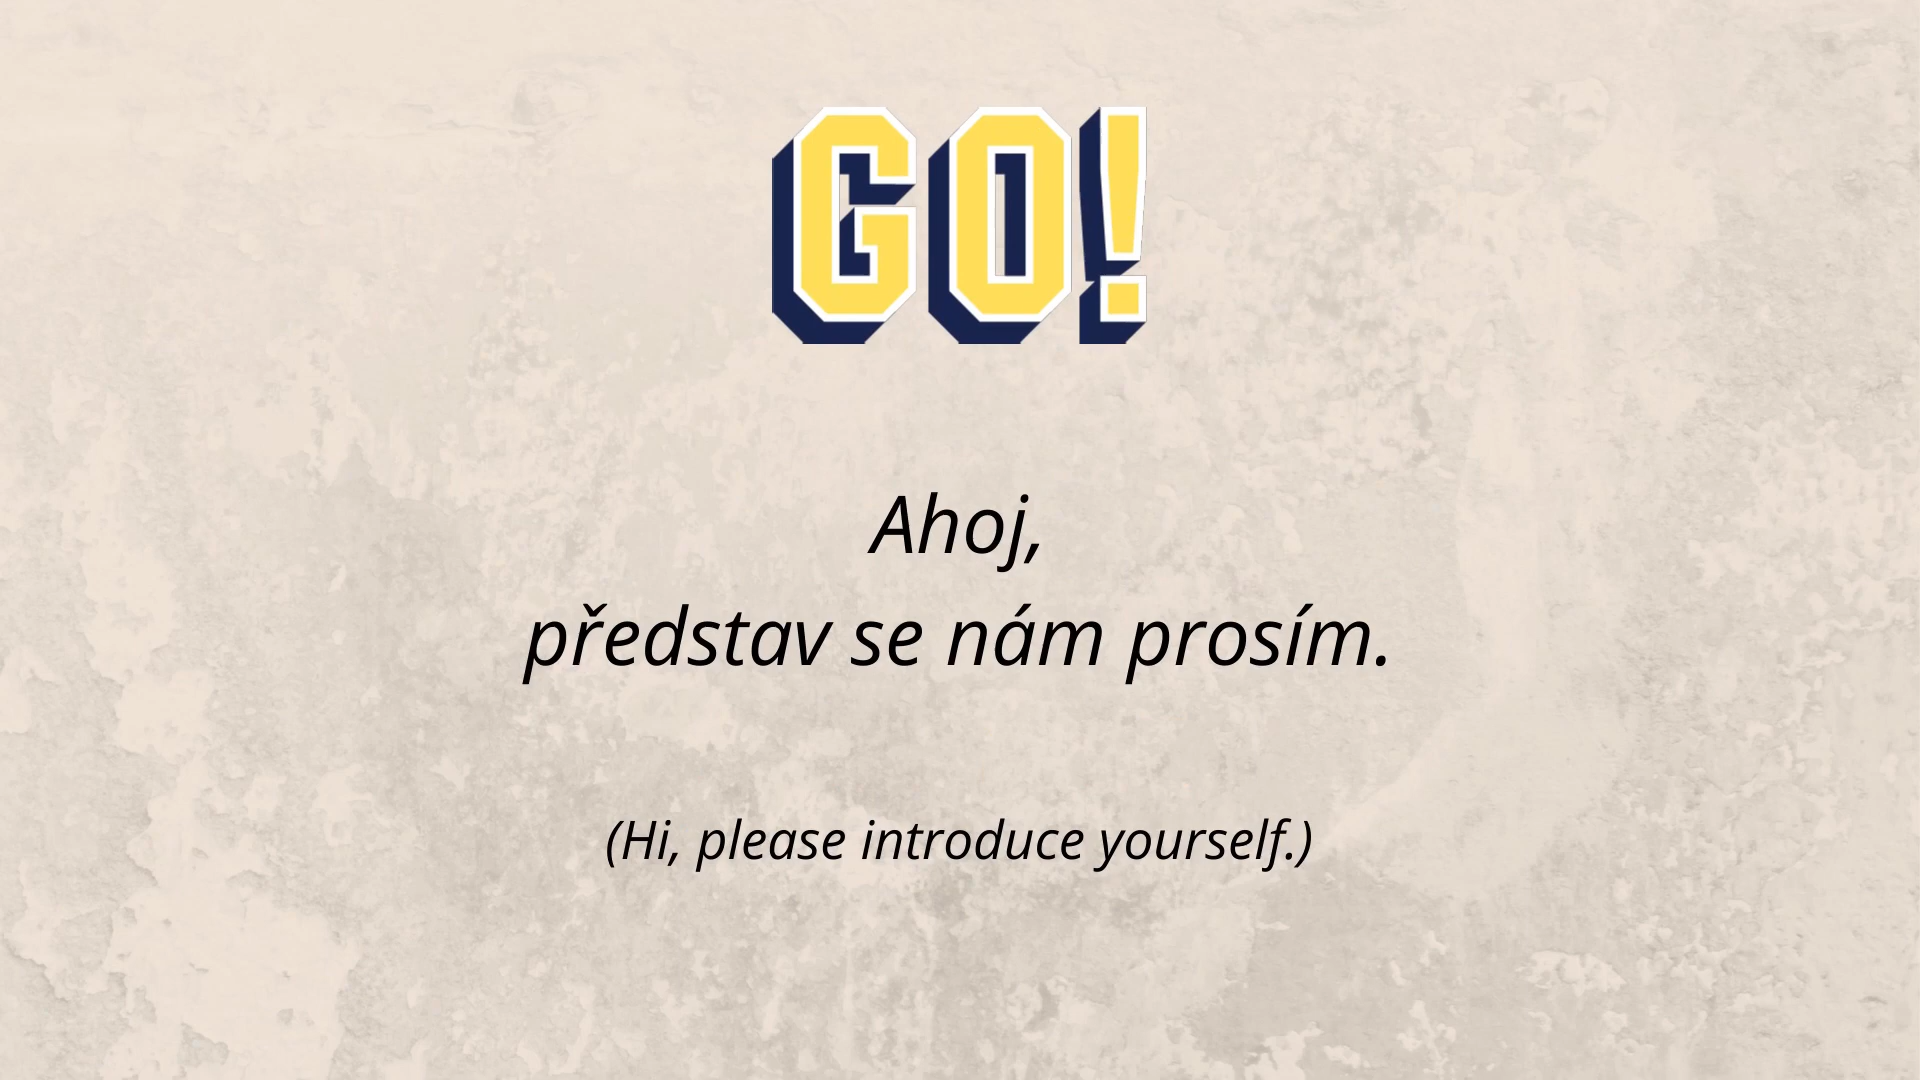 GO!
Ahoj,
představ se nám prosím.
(Hi, please introduce yourself.)